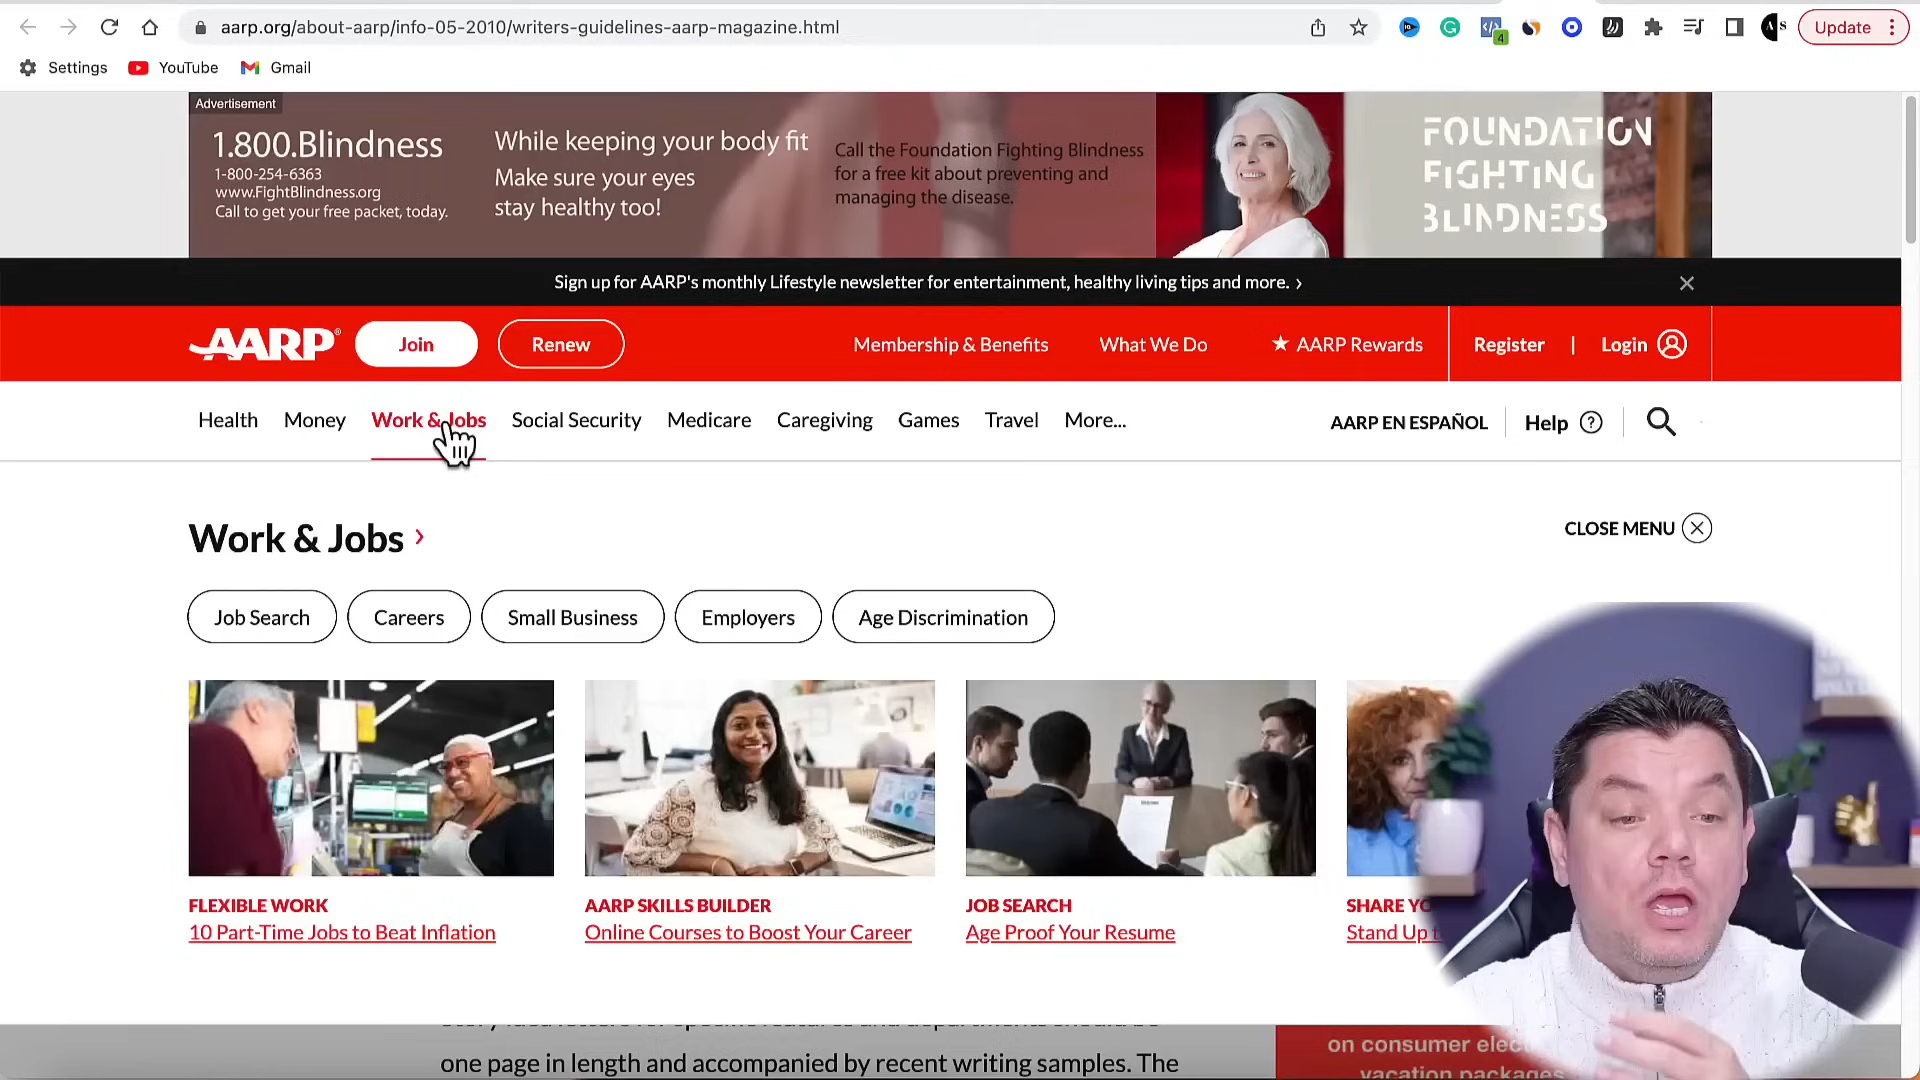 aarp.org/about-aarp/info-05-2010/writers-guidelines-aarp-magazine.html
4
A s
Update
Settings
YouTube
Gmail
Advertisement
1.800.Blindness
1-800-254-6363
www.FightBlindness.org
Call to get your free packet, today.
While keeping your body fit
Make sure your eyes
stay healthy too!
Call the Foundation Fighting Blindness
for a free kit about preventing and
managing the disease.
FOUNDATION
FIGHTING
BLINDNESS
Sign up for AARP's monthly Lifestyle newsletter for entertainment, healthy living tips and more. ›
AARP®
Join
Renew
Membership & Benefits
What We Do
★ AARP Rewards
Register | Login
Health
Money
Work & Jobs
Social Security
Medicare
Caregiving
Games
Travel
More...
AARP EN ESPAÑOL
Help ?
Work & Jobs ›
CLOSE MENU
Job Search
Careers
Small Business
Employers
Age Discrimination
FLEXIBLE WORK
10 Part-Time Jobs to Beat Inflation
AARP SKILLS BUILDER
Online Courses to Boost Your Career
JOB SEARCH
Age Proof Your Resume
SHARE YO
Stand Up t
one page in length and accompanied by recent writing samples. The
on consumer elec
vacation packages